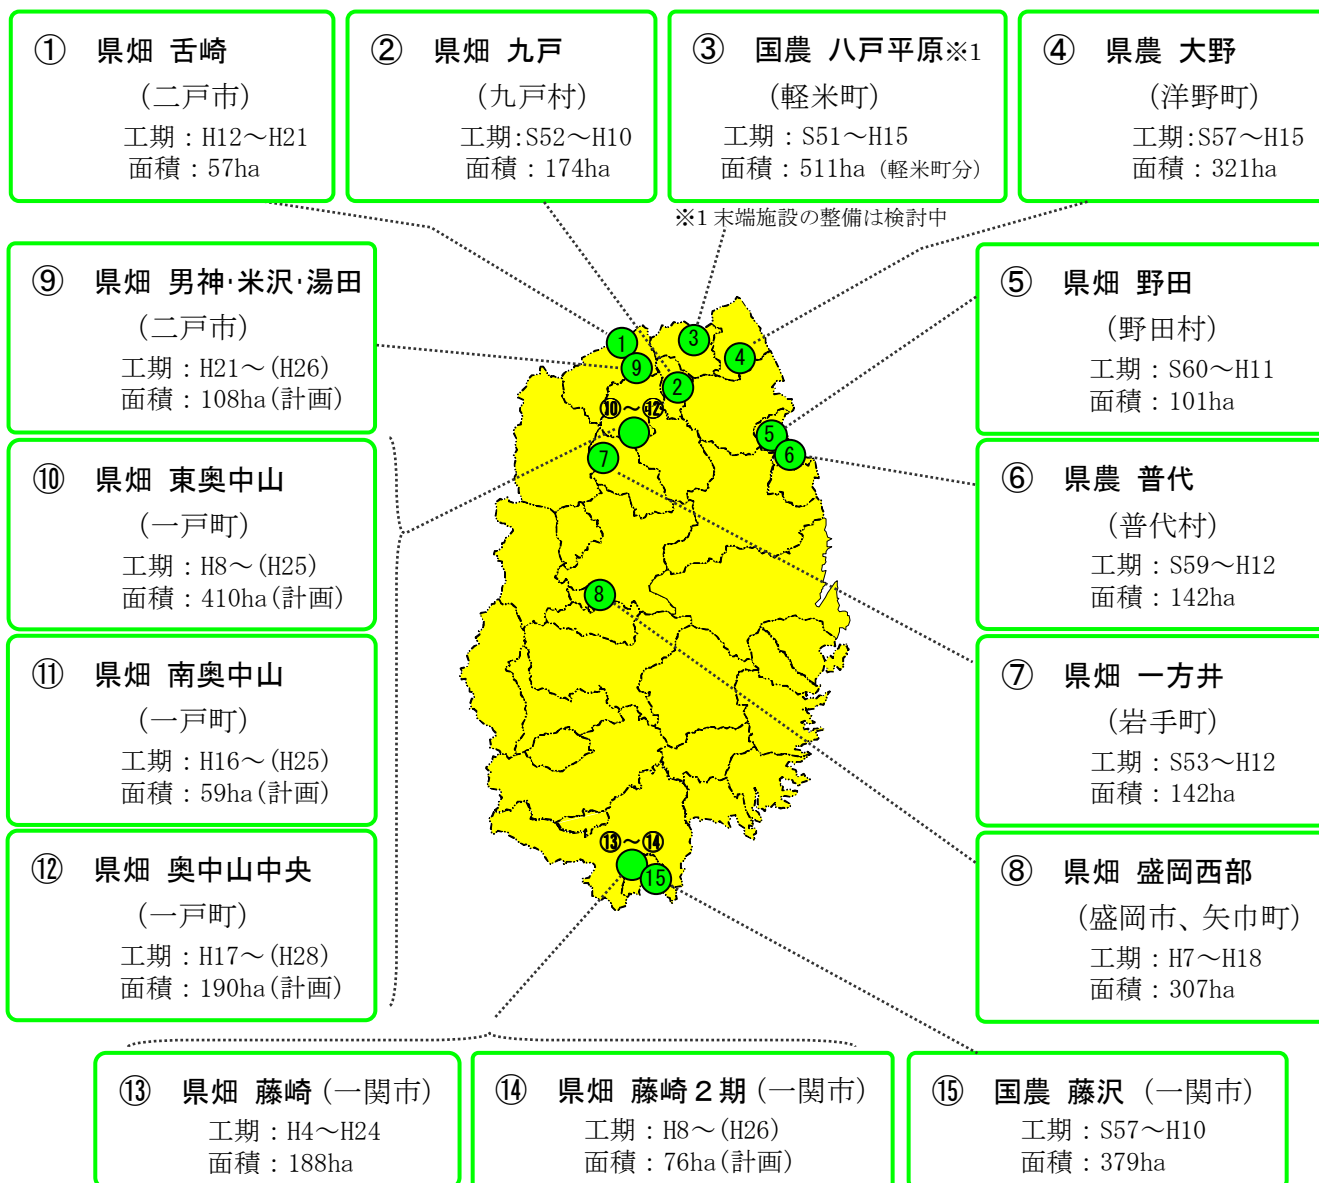 ① 県畑 舌崎
(二戸市)
工期：H12～H21
面積：57ha
② 県畑 九戸
(九戸村)
工期:S52～H10
面積：174ha
③ 国農 八戸平原※1
(軽米町)
工期：S51～H15
面積：511ha (軽米町分)
④ 県農 大野
(洋野町)
工期:S57～H15
面積：321ha
※1 末端施設の整備は検討中
⑨ 県畑 男神･米沢･湯田
(二戸市)
工期：H21～(H26)
面積：108ha(計画)
⑩ 県畑 東奥中山
(一戸町)
工期：H8～(H25)
面積：410ha(計画)
⑪ 県畑 南奥中山
(一戸町)
工期：H16～(H25)
面積：59ha(計画)
⑫ 県畑 奥中山中央
(一戸町)
工期：H17～(H28)
面積：190ha(計画)
1
9
3
4
2
⑩～⑫
7
5
6
8
⑬～⑭
15
⑤ 県畑 野田
(野田村)
工期：S60～H11
面積：101ha
⑥ 県農 普代
(普代村)
工期：S59～H12
面積：142ha
⑦ 県畑 一方井
(岩手町)
工期：S53～H12
面積：142ha
⑧ 県畑 盛岡西部
(盛岡市、矢巾町)
工期：H7～H18
面積：307ha
⑬ 県畑 藤崎 (一関市)
工期：H4～H24
面積：188ha
⑭ 県畑 藤崎２期 (一関市)
工期：H8～(H26)
面積：76ha(計画)
⑮ 国農 藤沢 (一関市)
工期：S57～H10
面積：379ha